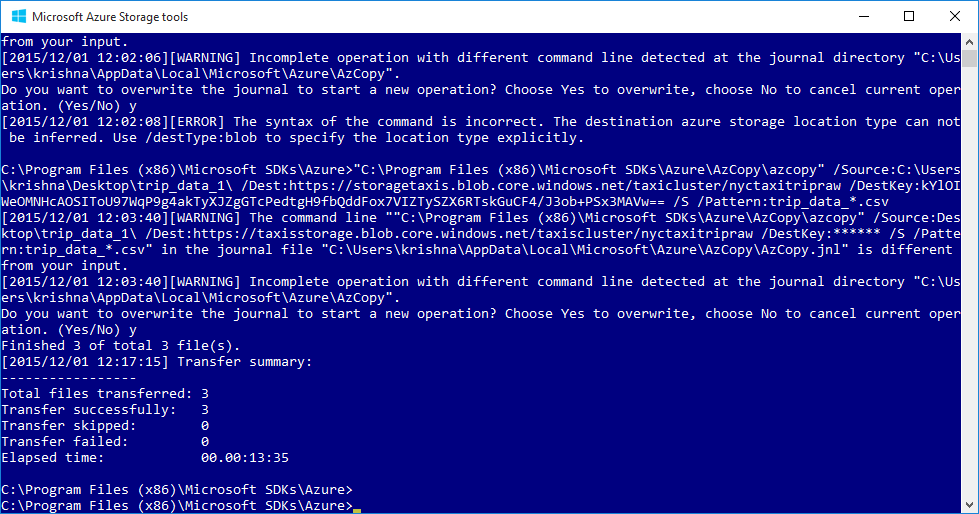 Microsoft Azure Storage tools
from your input.
[2015/12/01 12:02:06][WARNING] Incomplete operation with different command line detected at the journal directory "C:\Us
ers\krishna\AppData\Local\Microsoft\Azure\AzCopy".
Do you want to overwrite the journal to start a new operation? Choose Yes to overwrite, choose No to cancel current oper
ation. (Yes/No) y
[2015/12/01 12:02:08][ERROR] The syntax of the command is incorrect. The destination azure storage location type can not
 be inferred. Use /destType:blob to specify the location type explicitly.
C:\Program Files (x86)\Microsoft SDKs\Azure>"C:\Program Files (x86)\Microsoft SDKs\Azure\AzCopy\azcopy" /Source:C:\Users
\krishna\Desktop\trip_data_1\ /Dest:https://storagetaxis.blob.core.windows.net/taxicluster/nyctaxitripraw /DestKey:kYlOI
WeOMNHcAOSIToU97WqP9g4akTyXJZgGTcPedtgH9fbQddFox7VIZTySZX6RTskGuCF4/J3ob+PSx3MAVw== /S /Pattern:trip_data_*.csv
[2015/12/01 12:03:40][WARNING] The command line ""C:\Program Files (x86)\Microsoft SDKs\Azure\AzCopy\azcopy" /Source:Des
ktop\trip_data_1\ /Dest:https://taxisstorage.blob.core.windows.net/taxiscluster/nyctaxitripraw /DestKey:****** /S /Patte
rn:trip_data_*.csv" in the journal file "C:\Users\krishna\AppData\Local\Microsoft\Azure\AzCopy\AzCopy.jnl" is different
from your input.
[2015/12/01 12:03:40][WARNING] Incomplete operation with different command line detected at the journal directory "C:\Us
ers\krishna\AppData\Local\Microsoft\Azure\AzCopy".
Do you want to overwrite the journal to start a new operation? Choose Yes to overwrite, choose No to cancel current oper
ation. (Yes/No) y
Finished 3 of total 3 file(s).
[2015/12/01 12:17:15] Transfer summary:
-----------------
Total files transferred: 3
Transfer successfully:   3
Transfer skipped:        0
Transfer failed:         0
Elapsed time:            00.00:13:35
C:\Program Files (x86)\Microsoft SDKs\Azure>
C:\Program Files (x86)\Microsoft SDKs\Azure>